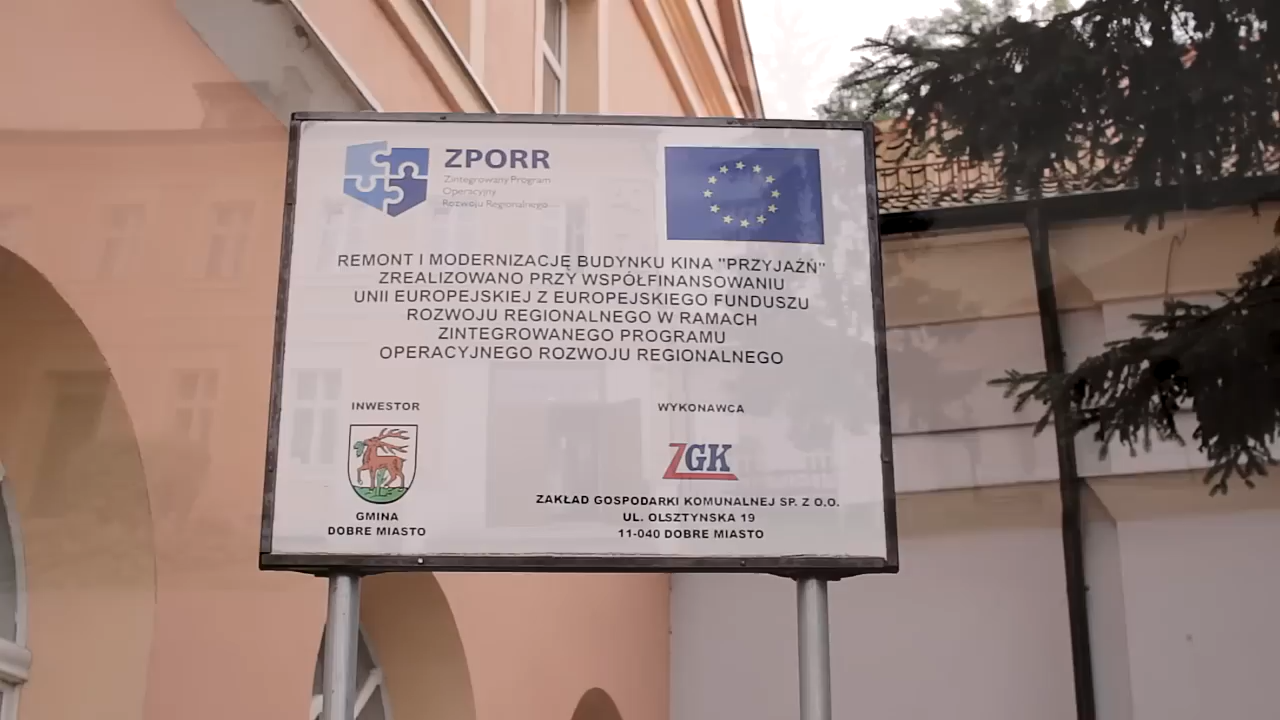 ZPORR
Zintegrowany Program
Operacyjny
Rozwoju Regionalnego
REMONT I MODERNIZACJĘ BUDYNKU KINA "PRZYJAŹŃ"
ZREALIZOWANO PRZY WSPÓŁFINANSOWANIU
UNII EUROPEJSKIEJ Z EUROPEJSKIEGO FUNDUSZU
ROZWOJU REGIONALNEGO W RAMACH
ZINTEGROWANEGO PROGRAMU
OPERACYJNEGO ROZWOJU REGIONALNEGO
INWESTOR
GMINA
DOBRE MIASTO
WYKONAWCA
ZGK
ZAKŁAD GOSPODARKI KOMUNALNEJ SP. Z O.O.
UL. OLSZTYNSKA 19
11-040 DOBRE MIASTO